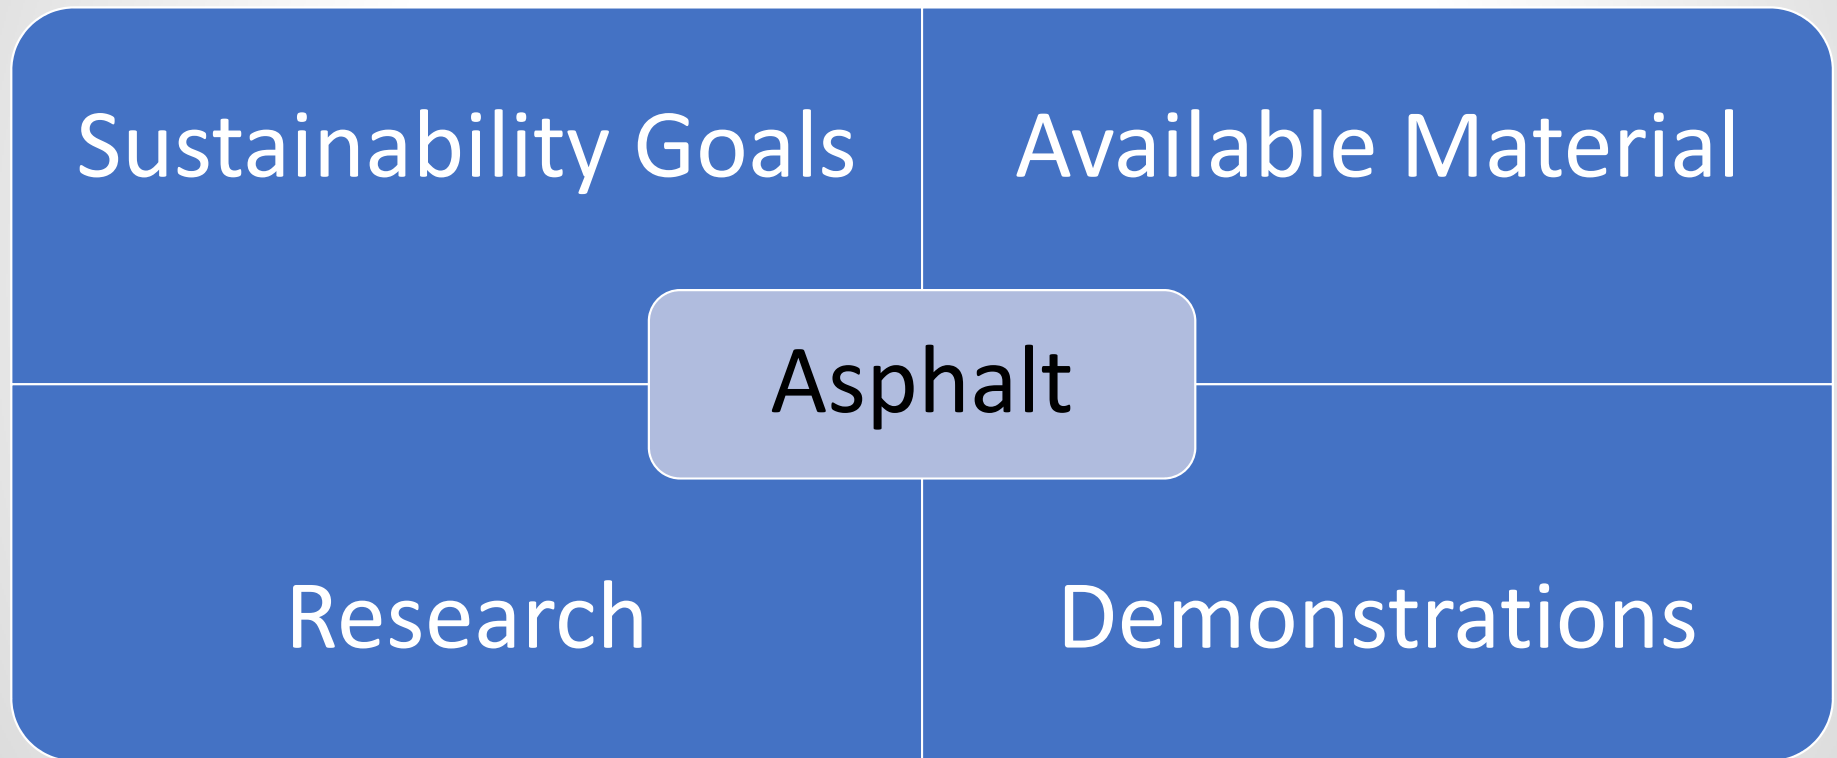 Sustainability Goals
Available Material
Asphalt
Research
Demonstrations